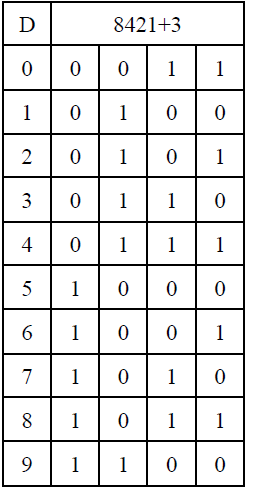 D 8421+3
0 0 0 1 1
1 0 1 0 0
2 0 1 0 1
3 0 1 1 0
4 0 1 1 1
5 1 0 0 0
6 1 0 0 1
7 1 0 1 0
8 1 0 1 1
9 1 1 0 0